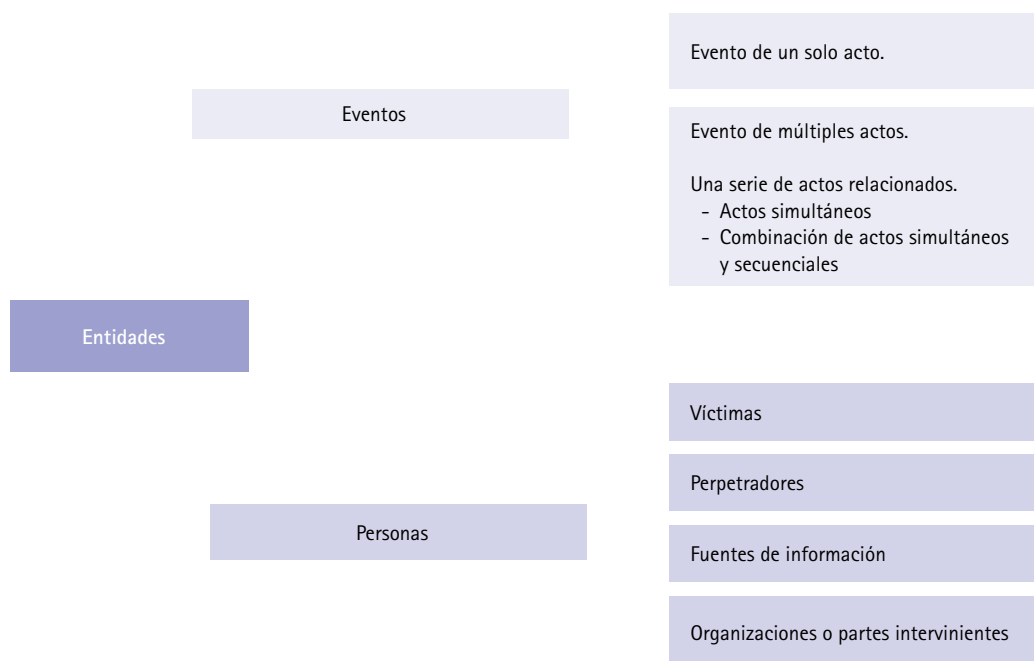 Evento de un solo acto.
Eventos
Evento de múltiples actos.
Una serie de actos relacionados.
- Actos simultáneos
- Combinación de actos simultáneos
y secuenciales
Entidades
Víctimas
Perpetradores
Personas
Fuentes de información
Organizaciones o partes intervinientes